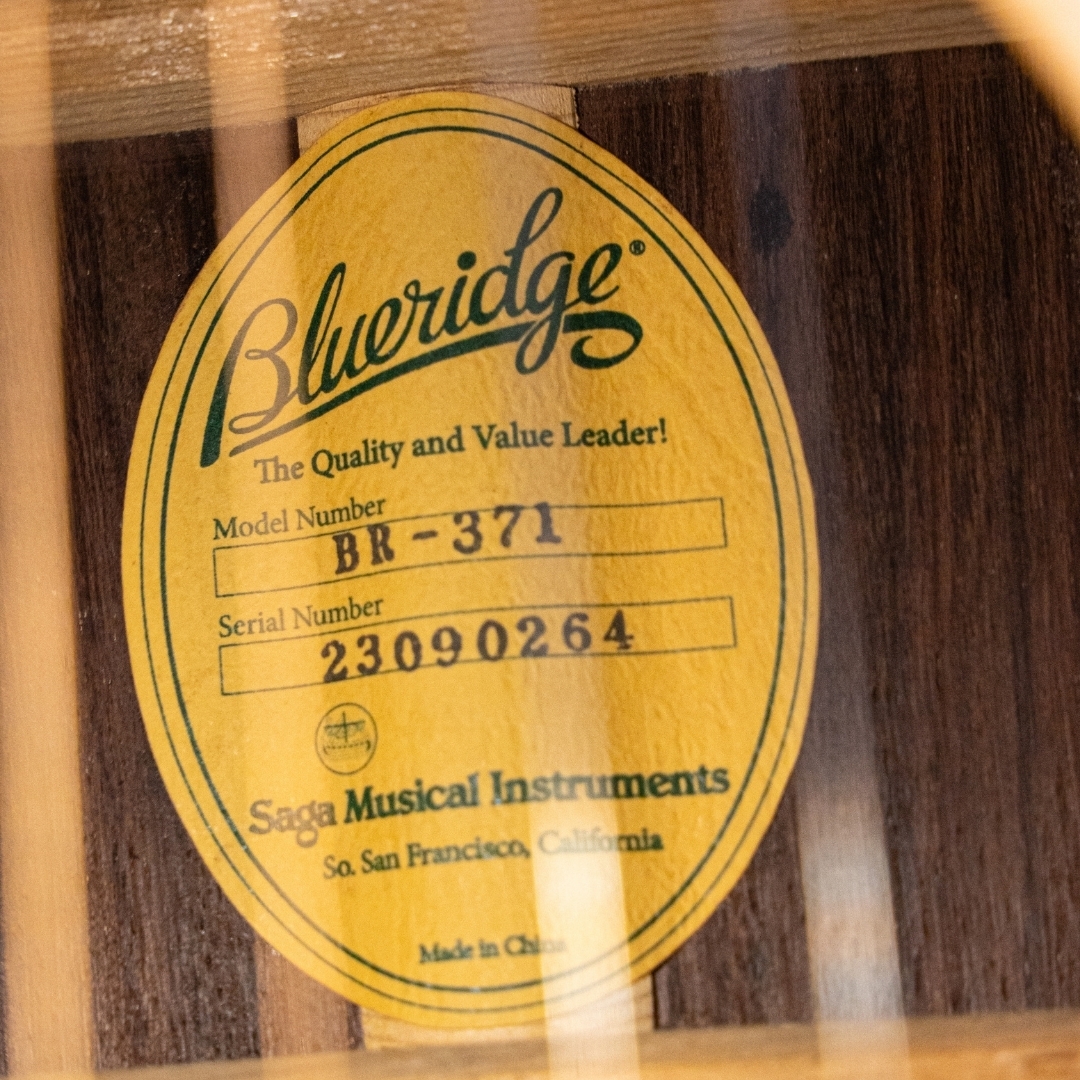 Blueridge®
The Quality and Value Leader!
Model Number
BR-371
Serial Number
23090264
Saga Musical Instruments
So. San Francisco, California
Made in China